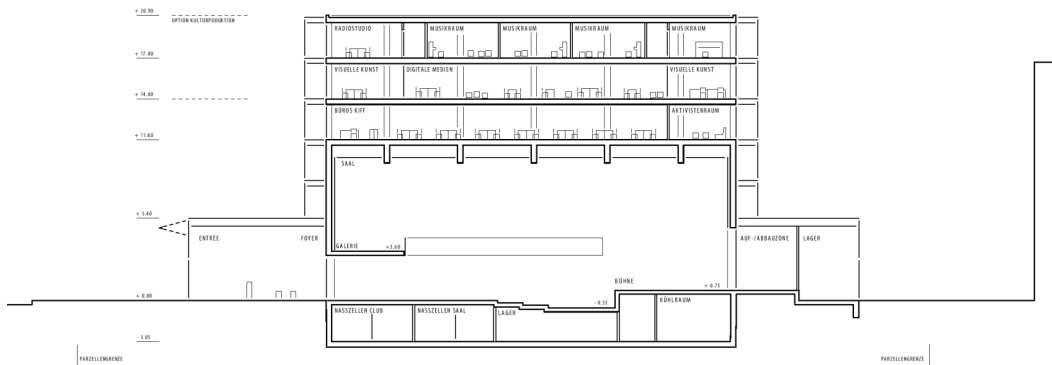 + 20.90
OPTION KULTURPODUKTION
RADIOSTUDIO
MUSIKRAUM
MUSIKRAUM
MUSIKRAUM
MUSIKRAUM
+ 17.80
VISUELLE KUNST
DIGITALE MEDIEN
VISUELLE KUNST
+ 14.80
BÜROS KIFF
AKTIVISTENRAUM
+ 11.80
SAAL
+ 5.40
ENTRÉE
FOYER
GALERIE
+3.60
AUF-/ABBAUZONE
LAGER
BÜHNE
+ 0.75
+ 0.00
- 0.55
KÜHLRAUM
NASSZELLEN CLUB
NASSZELLEN SAAL
LAGER
- 3.05
PARZELLENGRENZE
PARZELLENGRENZE